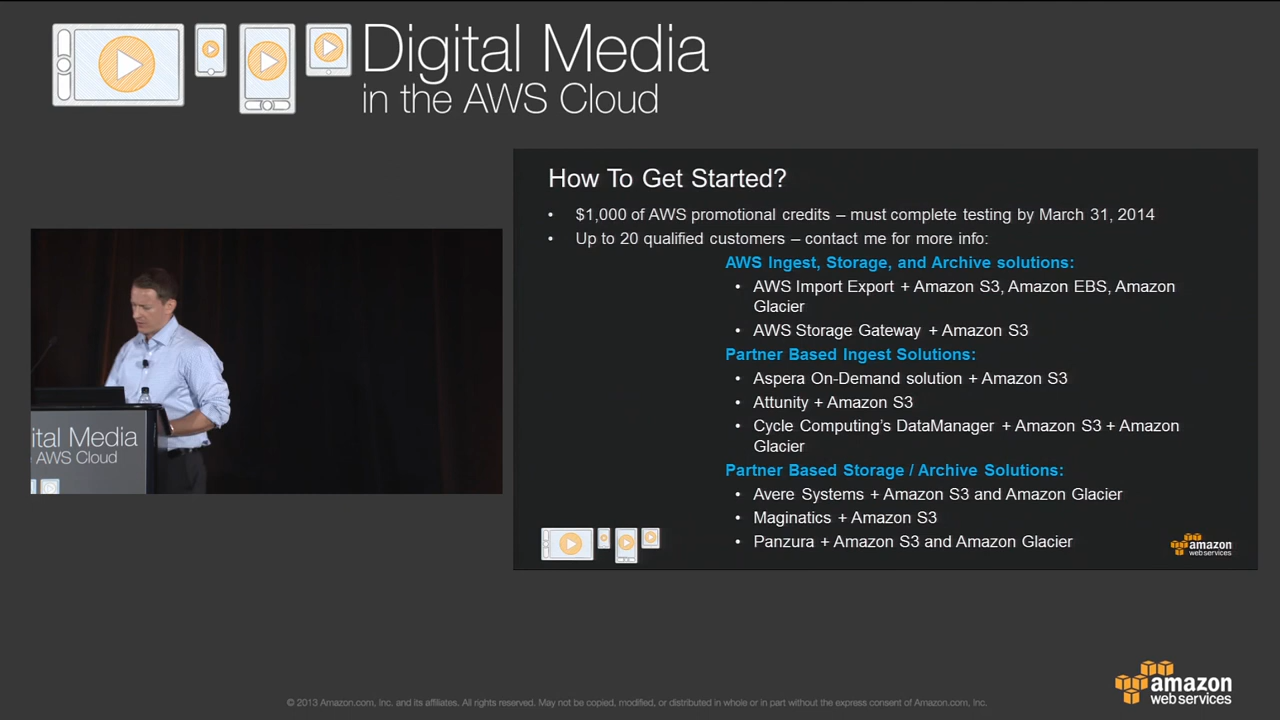 Digital Media
in the AWS Cloud
How To Get Started?
• $1,000 of AWS promotional credits – must complete testing by March 31, 2014
• Up to 20 qualified customers – contact me for more info:
AWS Ingest, Storage, and Archive solutions:
• AWS Import Export + Amazon S3, Amazon EBS, Amazon
Glacier
• AWS Storage Gateway + Amazon S3
Partner Based Ingest Solutions:
• Aspera On-Demand solution + Amazon S3
• Attunity + Amazon S3
• Cycle Computing's DataManager + Amazon S3 + Amazon
Glacier
Partner Based Storage / Archive Solutions:
• Avere Systems + Amazon S3 and Amazon Glacier
• Maginatics + Amazon S3
• Panzura + Amazon S3 and Amazon Glacier
amazon
web services
ital Media
AWS Cloud
amazon
web services
© 2013 Amazon.com, Inc. and its affiliates. All rights reserved. May not be copied, modified, or distributed in whole or in part without the express consent of Amazon.com, Inc.